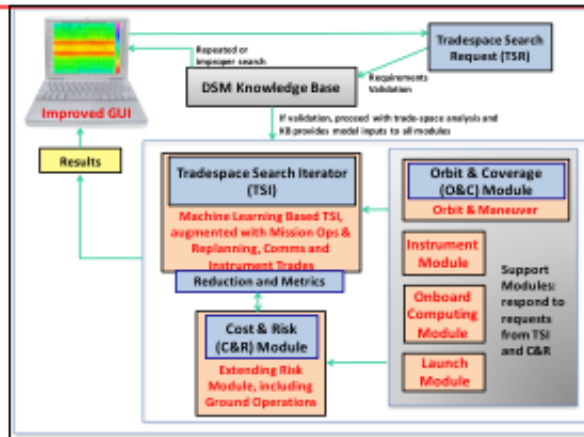 Repeated or
improper search
Tradespace Search
Request (TSR)
Requirements
Validation
DSM Knowledge Base
Improved GUI
If validation, proceed with trade-space analysis and
KB provides model inputs to all modules
Results
Tradespace Search Iterator
(TSI)
Machine Learning Based TSI,
augmented with Mission Ops &
Replanning, Comms and
Instrument Trades
Reduction and Metrics
Cost & Risk
(C&R) Module
Extending Risk
Module, including
Ground Operations
Orbit & Coverage
(O&C) Module
Orbit & Maneuver
Instrument
Module
Onboard
Computing
Module
Launch
Module
Support
Modules:
respond to
requests
from TSI
and C&R